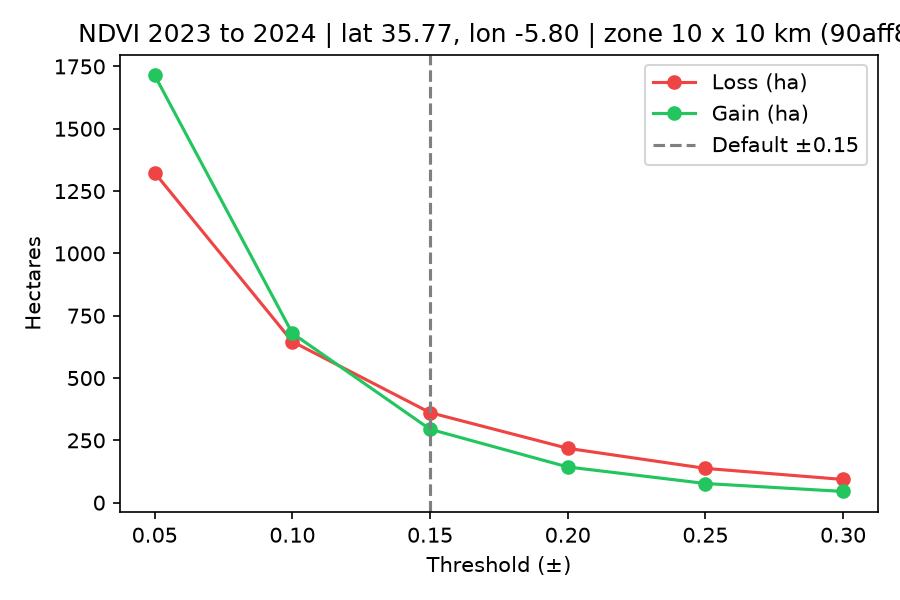 NDVI 2023 to 2024 | lat 35.77, lon -5.80 | zone 10 x 10 km (90aff8
Loss (ha)
Gain (ha)
Default ±0.15
Hectares
1750
1500
1250
1000
750
500
250
0
0.05 0.10 0.15 0.20 0.25 0.30
Threshold (±)